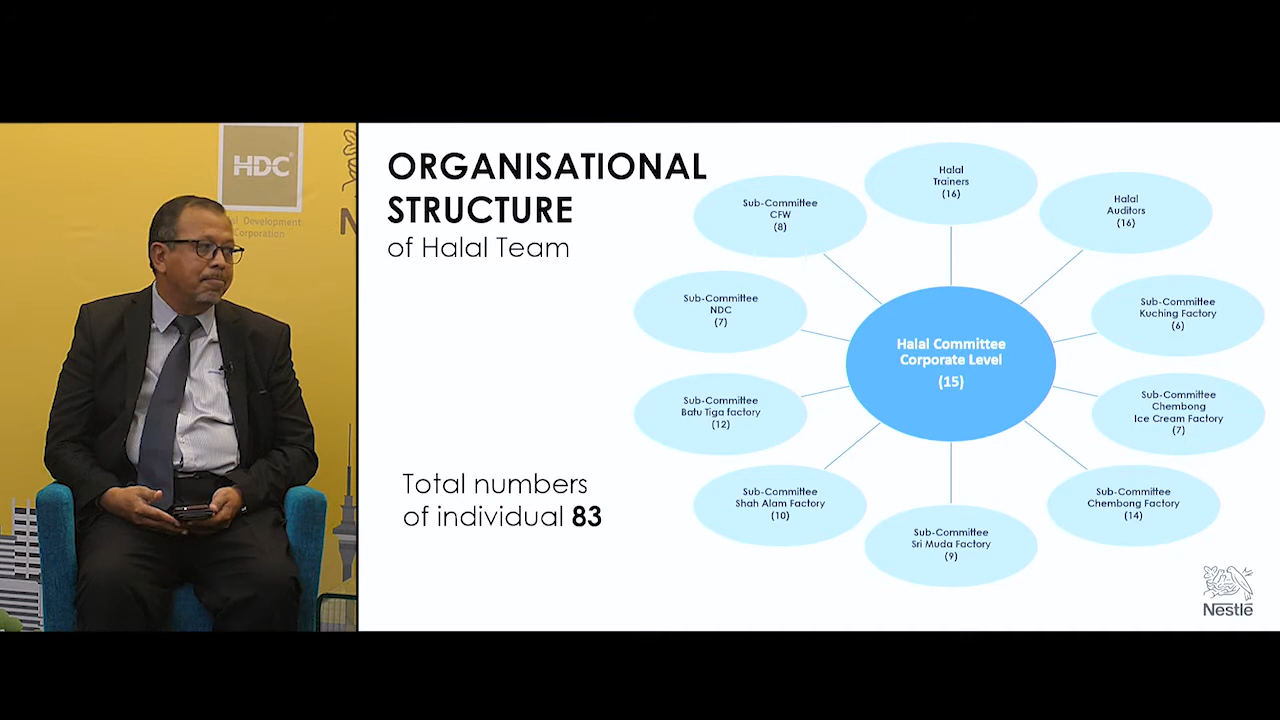 HDC
al Development
Corporation
N
ORGANISATIONAL
STRUCTURE
of Halal Team
Total numbers
of individual 83
Halal
Trainers
(16)
Halal
Auditors
(16)
Sub-Committee
Kuching Factory
(6)
Sub-Committee
Chembong
Ice Cream Factory
(7)
Sub-Committee
Chembong Factory
(14)
Sub-Committee
Sri Muda Factory
(9)
Sub-Committee
Shah Alam Factory
(10)
Sub-Committee
Batu Tiga factory
(12)
Sub-Committee
NDC
(7)
Sub-Committee
CFW
(8)
Halal Committee
Corporate Level
(15)
Nestlé